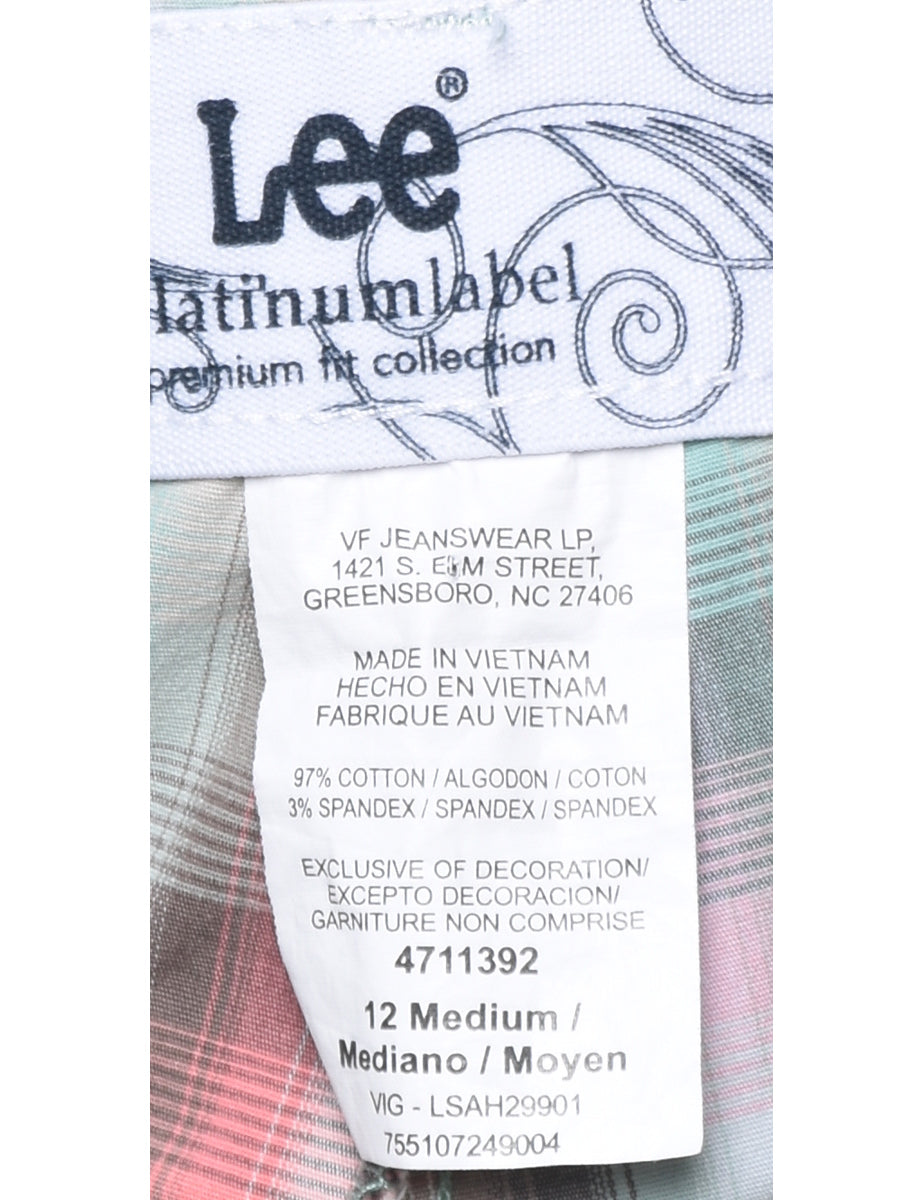 Lee®
latinumlabel
premium fit collection
VF JEANSWEAR LP,
1421 S. ELM STREET,
GREENSBORO, NC 27406
MADE IN VIETNAM
HECHO EN VIETNAM
FABRIQUE AU VIETNAM
97% COTTON / ALGODON / COTON
3% SPANDEX / SPANDEX / SPANDEX
EXCLUSIVE OF DECORATION/
EXCEPTO DECORACION/
GARNITURE NON COMPRISE
4711392
12 Medium /
Mediano / Moyen
VIG - LSAH29901
755107249004